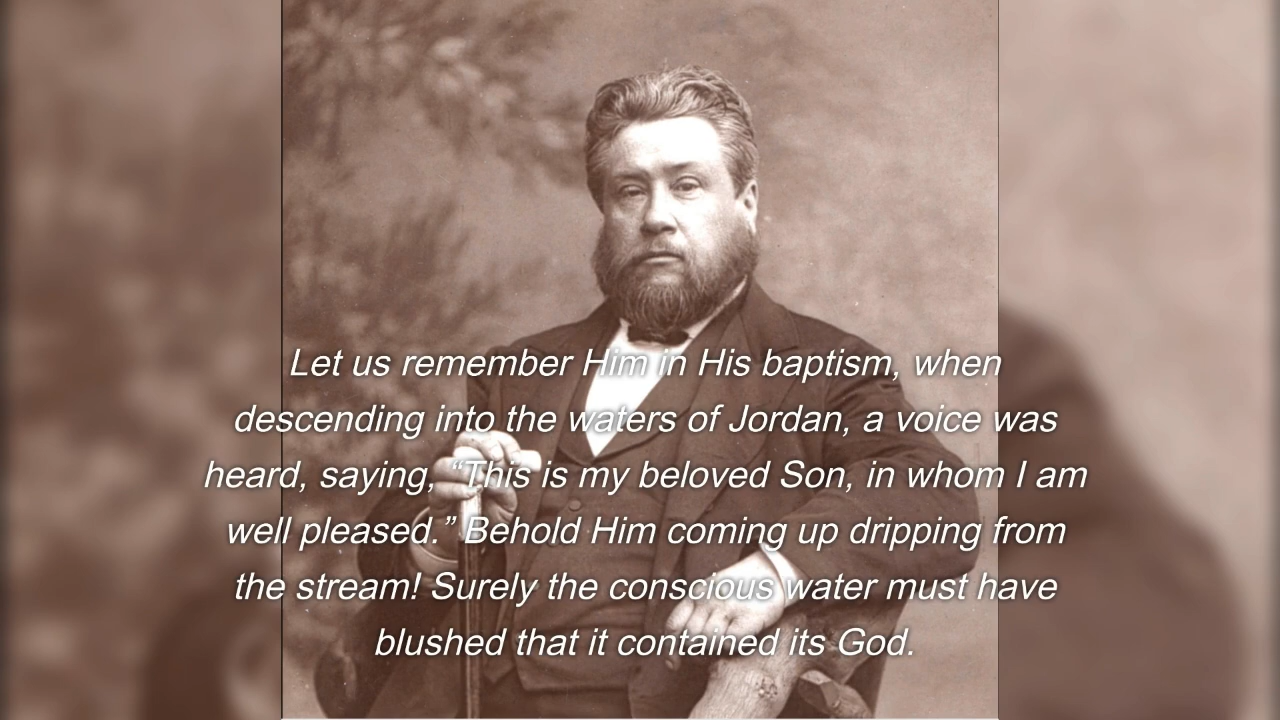 Let us remember Him in His baptism, when
descending into the waters of Jordan, a voice was
heard, saying, “This is my beloved Son, in whom I am
well pleased.” Behold Him coming up dripping from
the stream! Surely the conscious water must have
blushed that it contained its God.